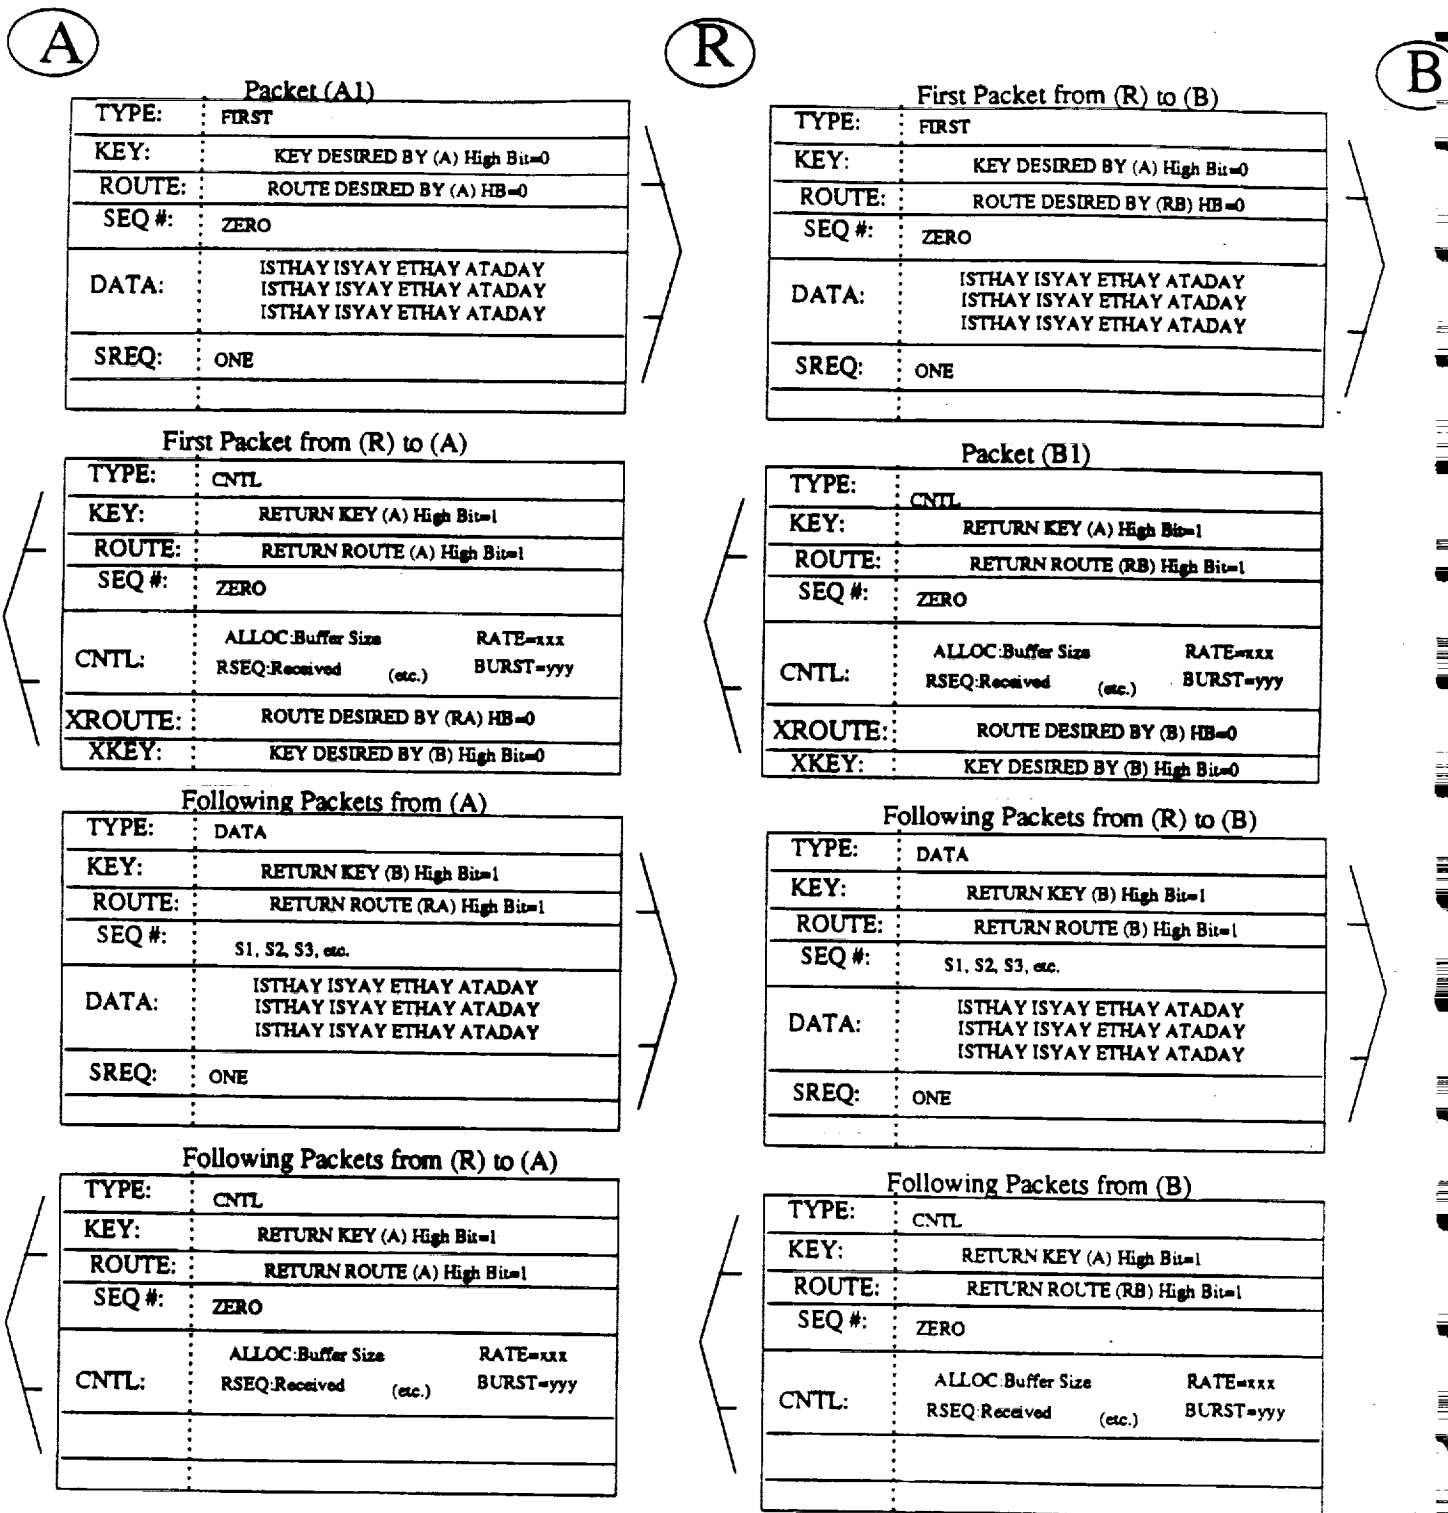 A
R
B
Packet (A1)
TYPE: FIRST
KEY: KEY DESIRED BY (A) High Bit=0
ROUTE: ROUTE DESIRED BY (A) HB=0
SEQ #: ZERO
ISTHAY ISYAY ETHAY ATADAY
DATA: ISTHAY ISYAY ETHAY ATADAY
ISTHAY ISYAY ETHAY ATADAY
SREQ: ONE
First Packet from (R) to (A)
TYPE: CNTL
KEY: RETURN KEY (A) High Bit=1
ROUTE: RETURN ROUTE (A) High Bit=1
SEQ #: ZERO
ALLOC:Buffer Size RATE=xxx
CNTL: RSEQ:Received (etc.) BURST=yyy
XROUTE: ROUTE DESIRED BY (RA) HB=0
XKEY: KEY DESIRED BY (B) High Bit=0
Following Packets from (A)
TYPE: DATA
KEY: RETURN KEY (B) High Bit=1
ROUTE: RETURN ROUTE (RA) High Bit=1
SEQ #: S1, S2, S3, etc.
ISTHAY ISYAY ETHAY ATADAY
DATA: ISTHAY ISYAY ETHAY ATADAY
ISTHAY ISYAY ETHAY ATADAY
SREQ: ONE
Following Packets from (R) to (A)
TYPE: CNTL
KEY: RETURN KEY (A) High Bit=1
ROUTE: RETURN ROUTE (A) High Bit=1
SEQ #: ZERO
ALLOC:Buffer Size RATE=xxx
CNTL: RSEQ:Received (etc.) BURST=yyy
First Packet from (R) to (B)
TYPE: FIRST
KEY: KEY DESIRED BY (A) High Bit=0
ROUTE: ROUTE DESIRED BY (RB) HB=0
SEQ #: ZERO
ISTHAY ISYAY ETHAY ATADAY
DATA: ISTHAY ISYAY ETHAY ATADAY
ISTHAY ISYAY ETHAY ATADAY
SREQ: ONE
Packet (B1)
TYPE: CNTL
KEY: RETURN KEY (A) High Bit=1
ROUTE: RETURN ROUTE (RB) High Bit=1
SEQ #: ZERO
ALLOC:Buffer Size RATE=xxx
CNTL: RSEQ:Received (etc.) BURST=yyy
XROUTE: ROUTE DESIRED BY (B) HB=0
XKEY: KEY DESIRED BY (B) High Bit=0
Following Packets from (R) to (B)
TYPE: DATA
KEY: RETURN KEY (B) High Bit=1
ROUTE: RETURN ROUTE (B) High Bit=1
SEQ #: S1, S2, S3, etc.
ISTHAY ISYAY ETHAY ATADAY
DATA: ISTHAY ISYAY ETHAY ATADAY
ISTHAY ISYAY ETHAY ATADAY
SREQ: ONE
Following Packets from (B)
TYPE: CNTL
KEY: RETURN KEY (A) High Bit=1
ROUTE: RETURN ROUTE (RB) High Bit=1
SEQ #: ZERO
ALLOC:Buffer Size RATE=xxx
CNTL: RSEQ:Received (etc.) BURST=yyy